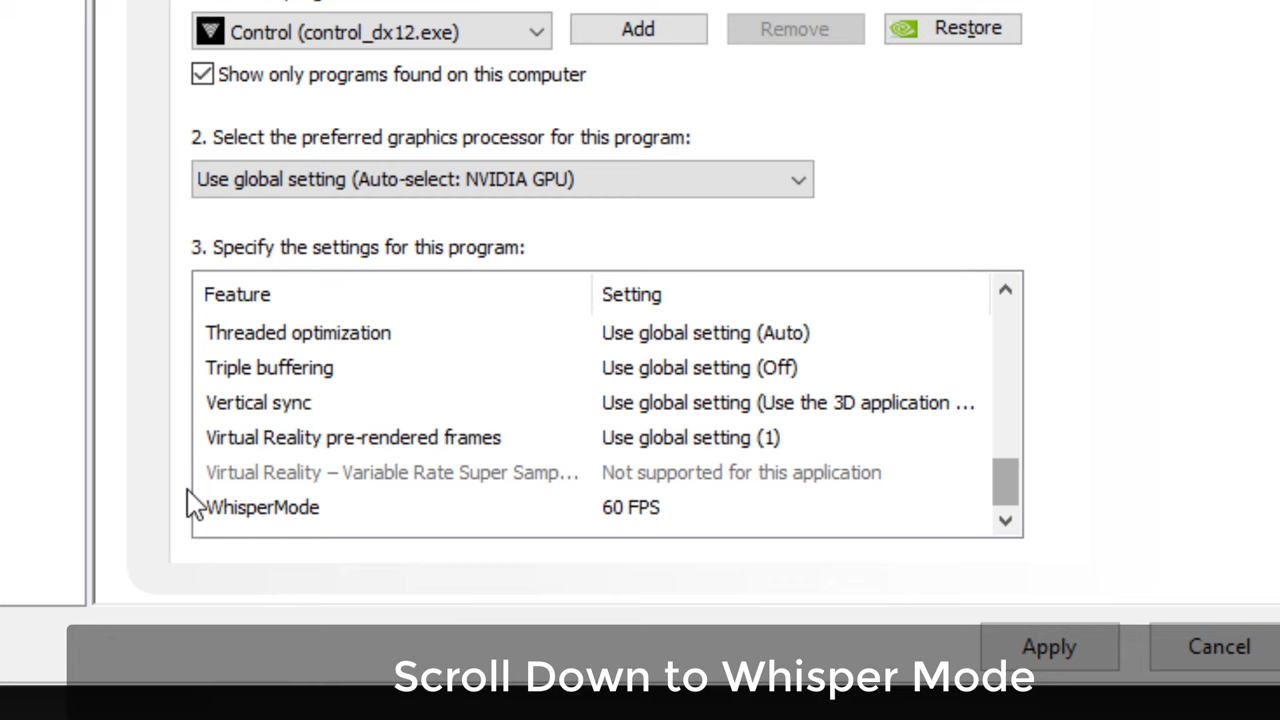 Control (control_dx12.exe)
Add
Remove
Restore
Show only programs found on this computer
2. Select the preferred graphics processor for this program:
Use global setting (Auto-select: NVIDIA GPU)
3. Specify the settings for this program:
Feature Setting
Threaded optimization Use global setting (Auto)
Triple buffering Use global setting (Off)
Vertical sync Use global setting (Use the 3D application ...
Virtual Reality pre-rendered frames Use global setting (1)
Virtual Reality – Variable Rate Super Samp... Not supported for this application
WhisperMode 60 FPS
Apply
Cancel
Scroll Down to Whisper Mode